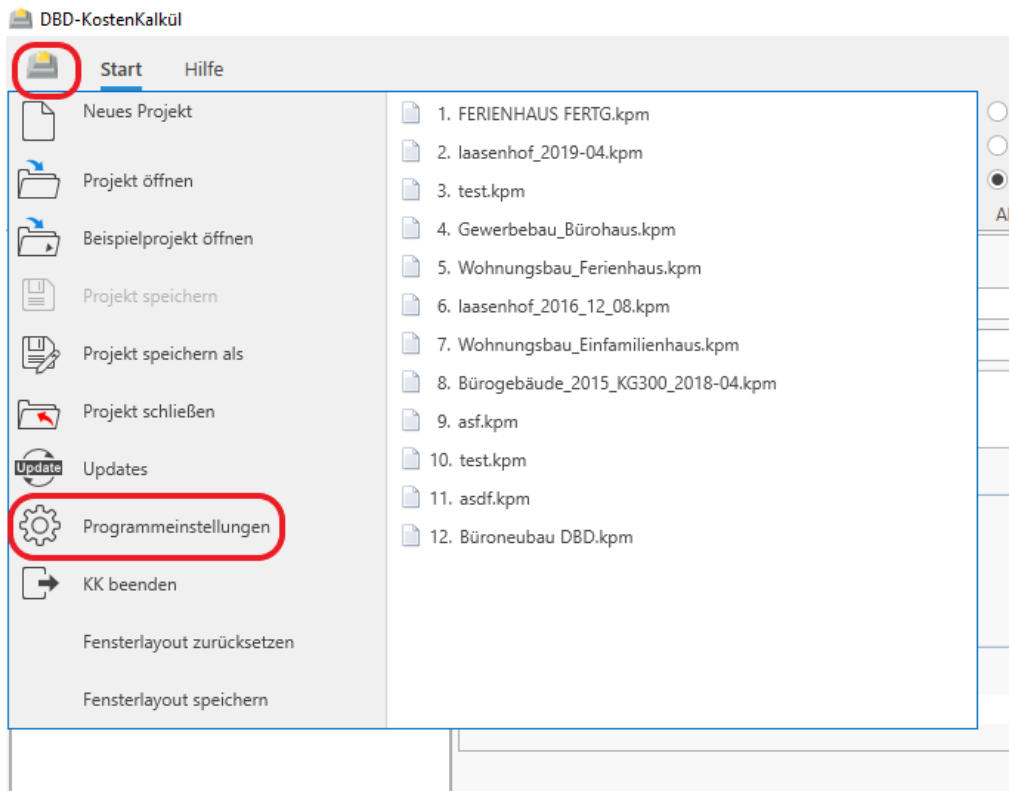 DBD-KostenKalkül
Start Hilfe
Neues Projekt
Projekt öffnen
Beispielprojekt öffnen
Projekt speichern
Projekt speichern als
Projekt schließen
Update Updates
Programmeinstellungen
KK beenden
Fensterlayout zurücksetzen
Fensterlayout speichern
1. FERIENHAUS FERTG.kpm
2. laasenhof_2019-04.kpm
3. test.kpm
4. Gewerbebau_Bürohaus.kpm
5. Wohnungsbau_Ferienhaus.kpm
6. laasenhof_2016_12_08.kpm
7. Wohnungsbau_Einfamilienhaus.kpm
8. Bürogebäude_2015_KG300_2018-04.kpm
9. asf.kpm
10. test.kpm
11. asdf.kpm
12. Büroneubau DBD.kpm